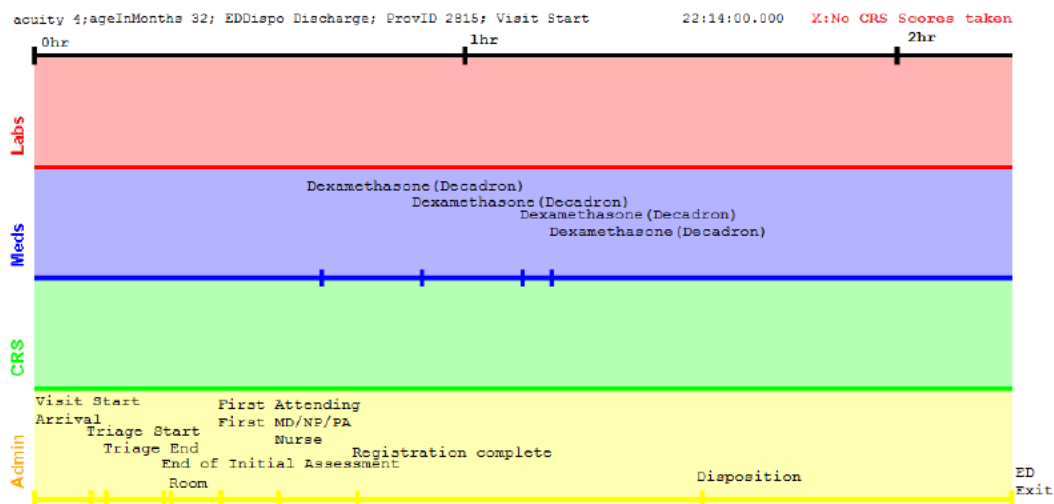 acuity 4;ageInMonths 32; EDDispo Discharge; ProvID 2815; Visit Start 22:14:00.000 X:No CRS Scores taken
0hr 1hr 2hr
Labs
Dexamethasone(Decadron)
Dexamethasone(Decadron)
Dexamethasone(Decadron)
Dexamethasone(Decadron)
Meds
CRS
Visit Start
First Attending
Arrival
First MD/NP/PA
Triage Start
Nurse
Triage End
Registration complete
End of Initial Assessment
Room
Disposition
Admin
ED
Exit